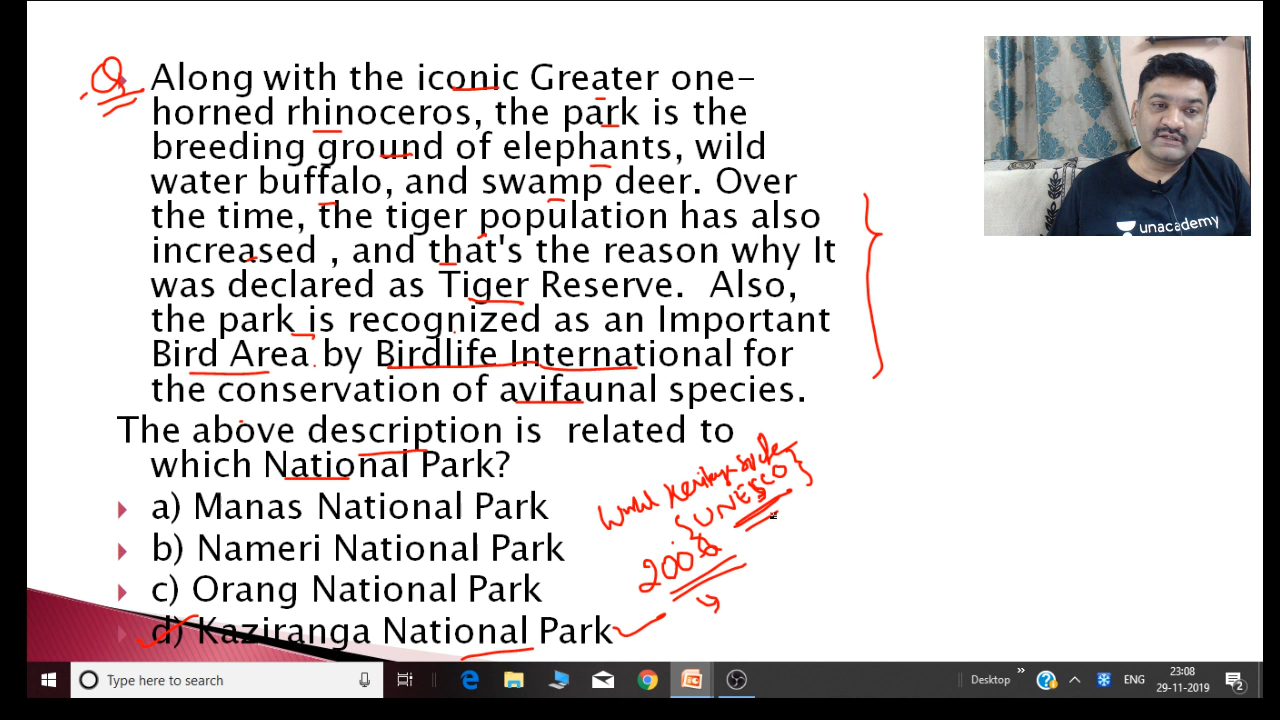 Q. Along with the iconic Greater one-
horned rhinoceros, the park is the
breeding ground of elephants, wild
water buffalo, and swamp deer. Over
the time, the tiger population has also
increased , and that's the reason why It
was declared as Tiger Reserve. Also,
the park is recognized as an Important
Bird Area by Birdlife International for
the conservation of avifaunal species.
The above description is related to
which National Park?
a) Manas National Park
b) Nameri National Park
c) Orang National Park
d) Kaziranga National Park
World Heritage
UNESCO
unacademy
Type here to search
Desktop
ENG
23:08
29-11-2019
2